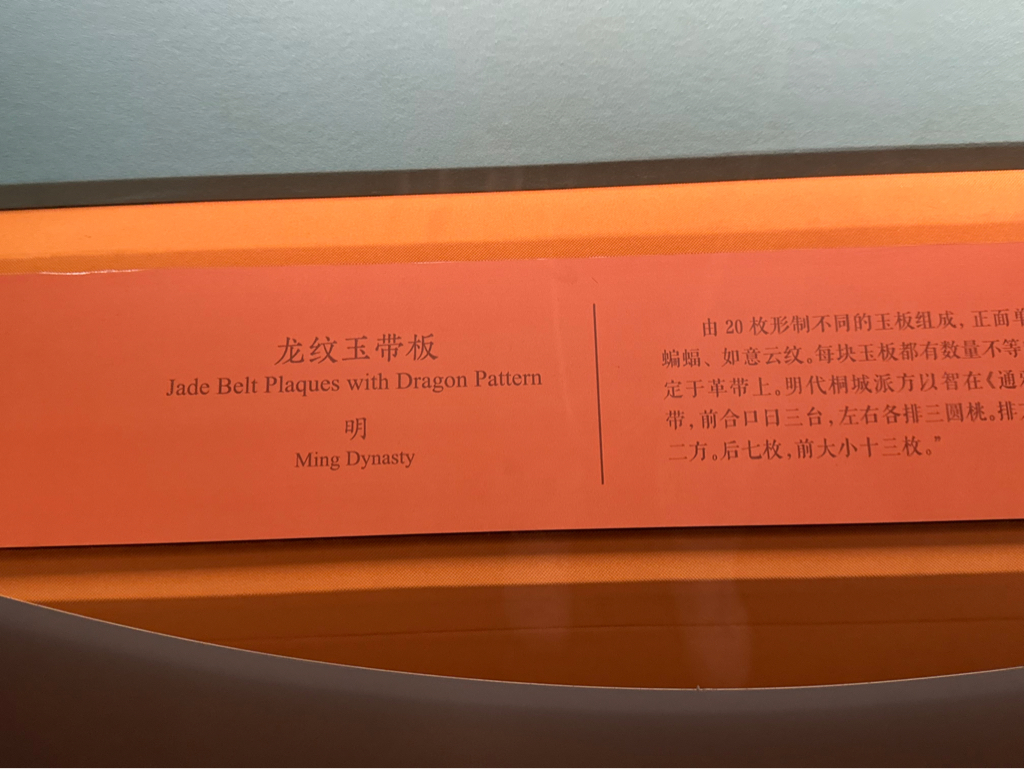 龙纹玉带板
Jade Belt Plaques with Dragon Pattern
明
Ming Dynasty
由 20 枚形制不同的玉板组成，正面单
蝙蝠、如意云纹。每块玉板都有数量不等
定于革带上。明代桐城派方以智在《通雅
带，前合口曰三台，左右各排三圆桃。排
二方。后七枚，前大小十三枚。”